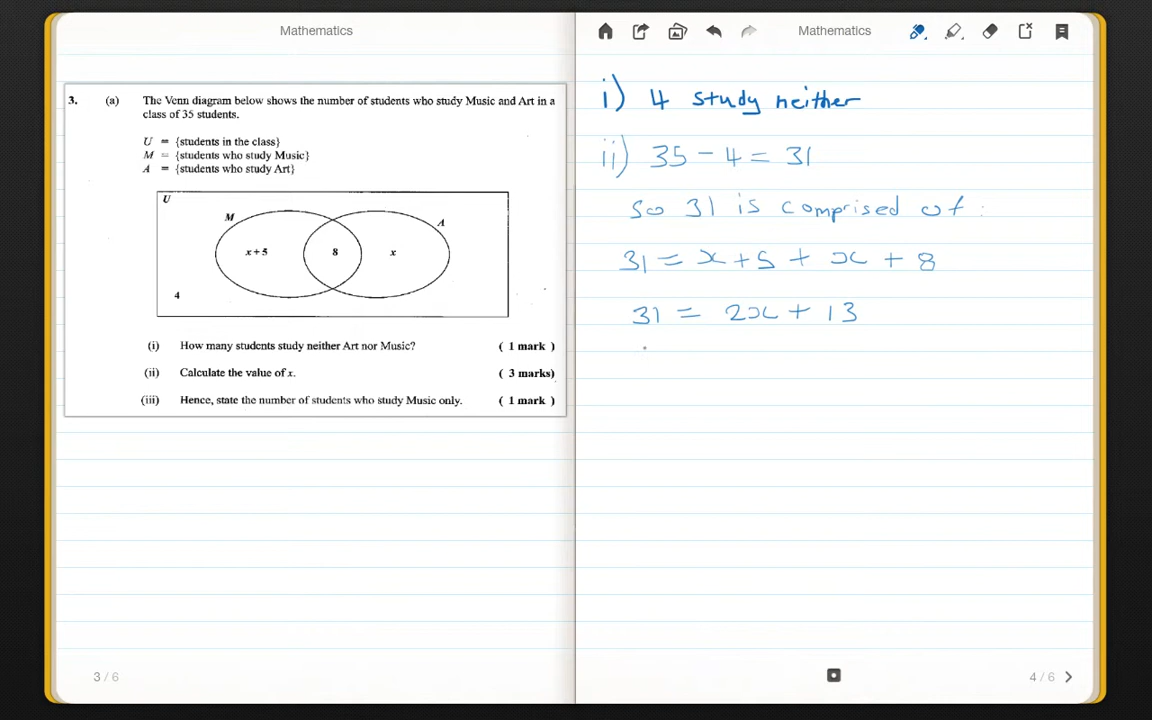 Mathematics
3. (a) The Venn diagram below shows the number of students who study Music and Art in a
class of 35 students.
U = {students in the class}
M = {students who study Music}
A = {students who study Art}
U
M
A
x + 5
8
x
4
(i) How many students study neither Art nor Music? ( 1 mark )
(ii) Calculate the value of x. ( 3 marks)
(iii) Hence, state the number of students who study Music only. ( 1 mark )
3 / 6
Mathematics
i) 4 study neither
ii) 35 - 4 = 31
so 31 is comprised of :
31 = x + 5 + x + 8
31 = 2x + 13
4 / 6